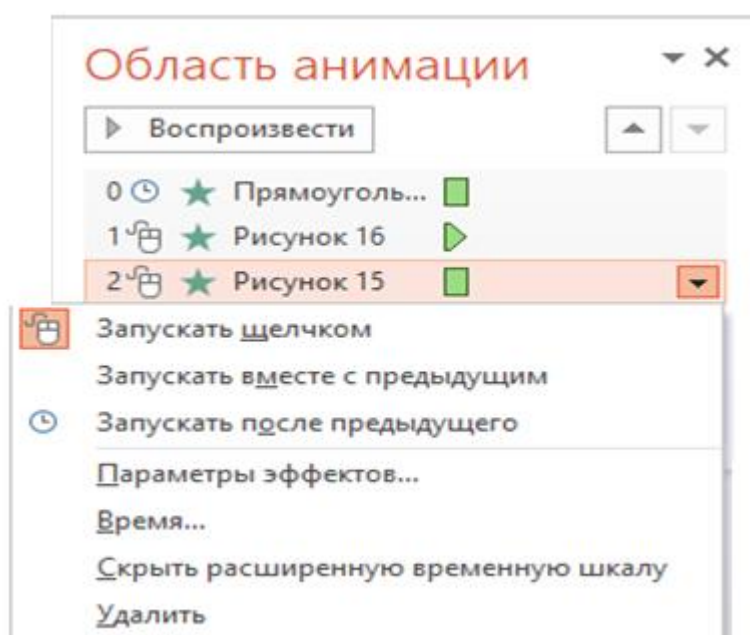 Область анимации
Воспроизвести
0 Прямоуголь...
1 Рисунок 16
2 Рисунок 15
Запускать щелчком
Запускать вместе с предыдущим
Запускать после предыдущего
Параметры эффектов...
Время...
Скрыть расширенную временную шкалу
Удалить